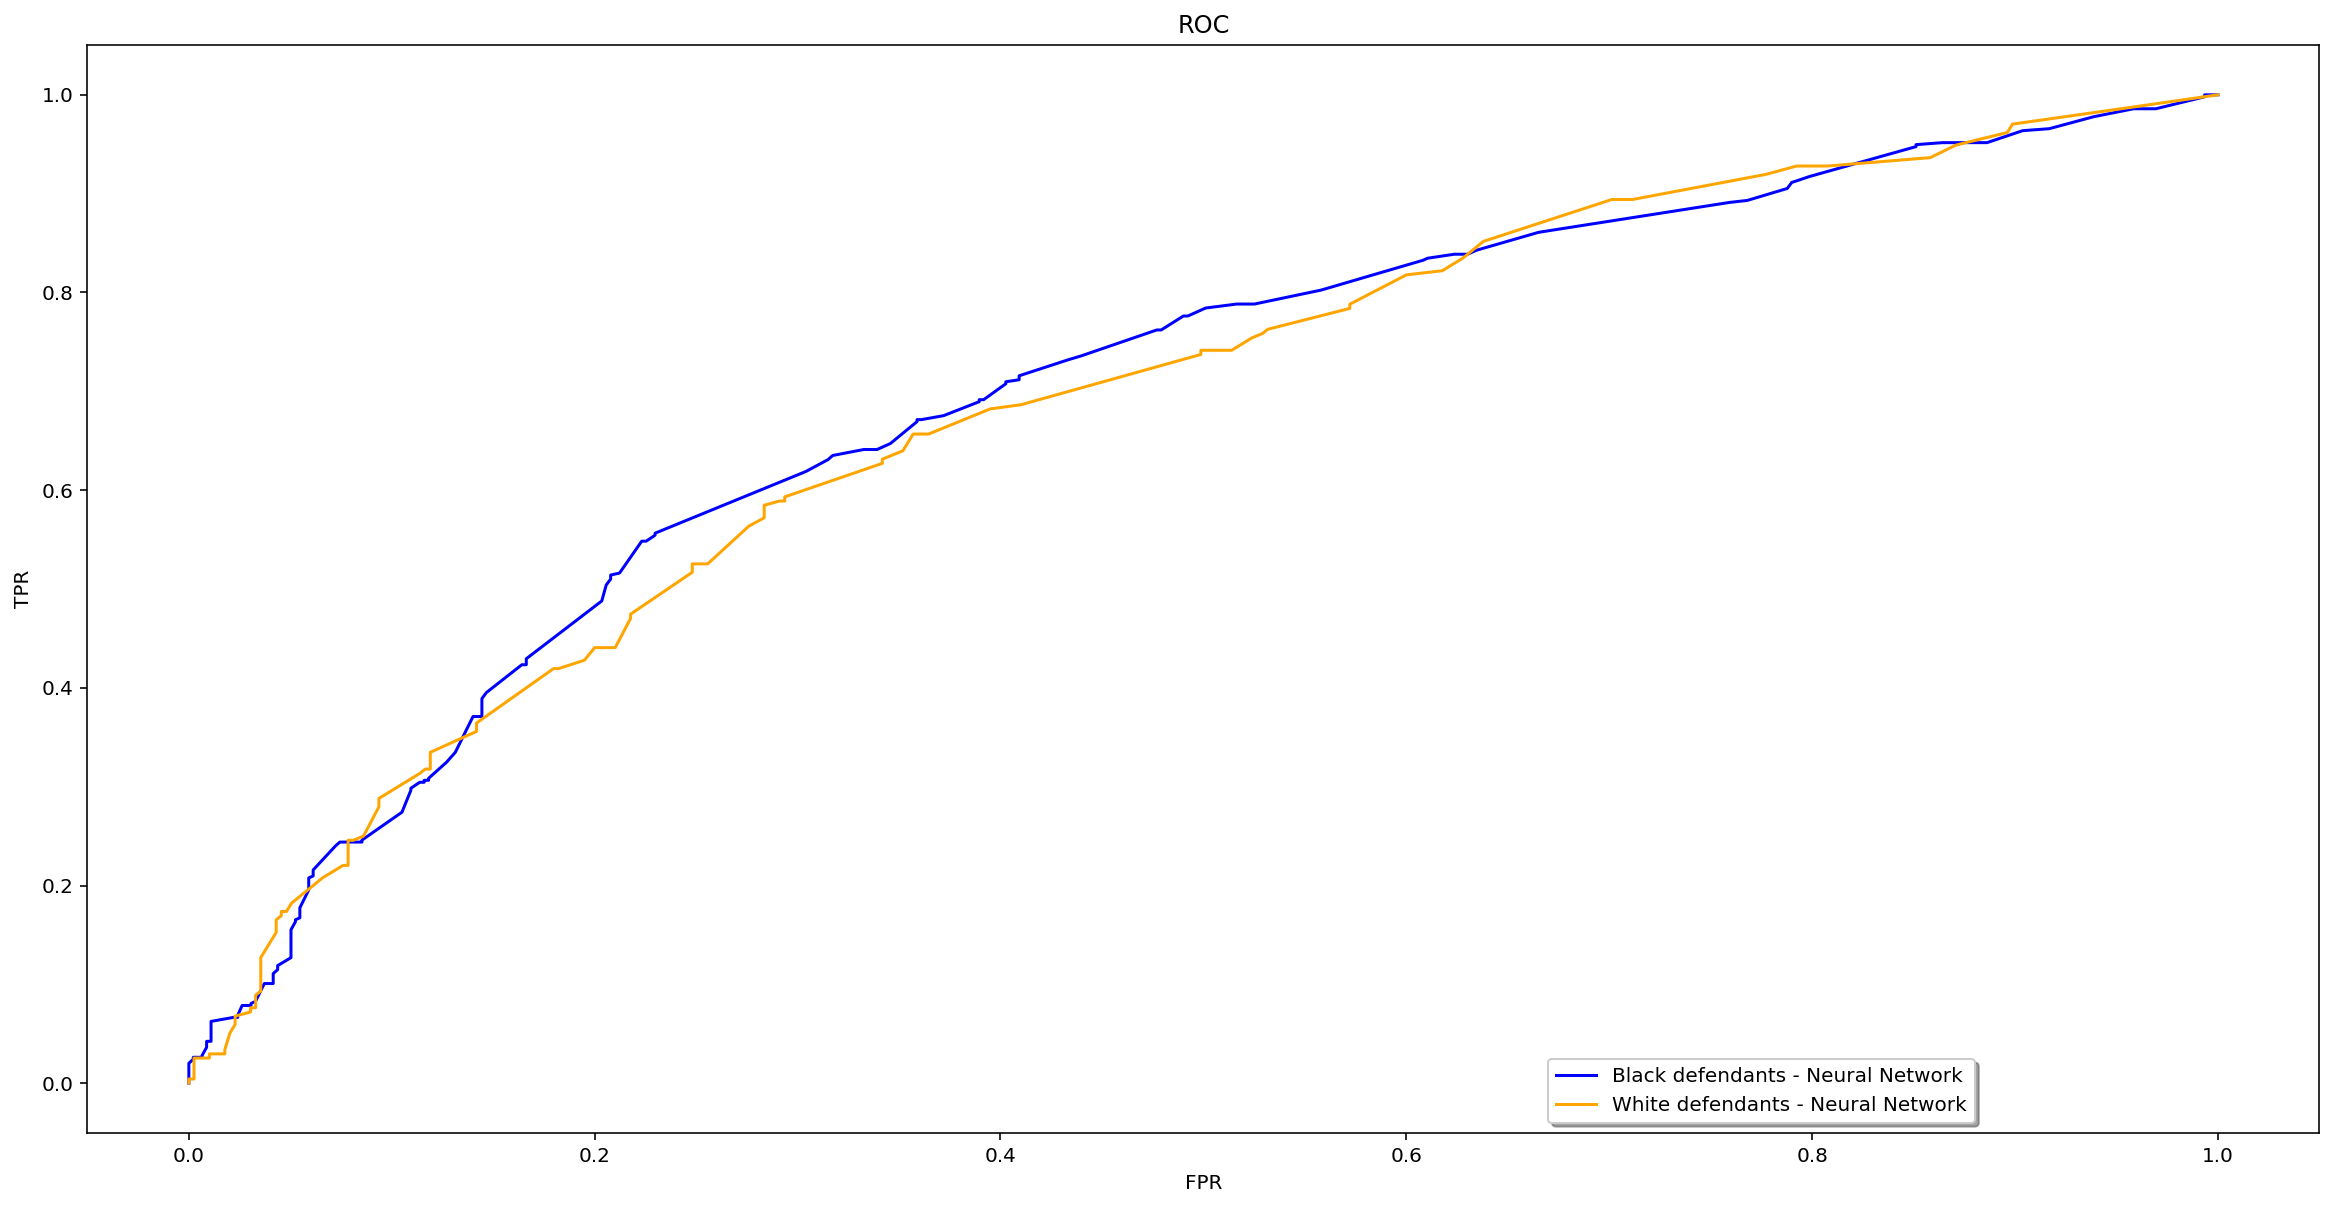 ROC
1.0
0.8
0.6
0.4
0.2
0.0
TPR
0.0 0.2 0.4 0.6 0.8 1.0
FPR
Black defendants - Neural Network
White defendants - Neural Network